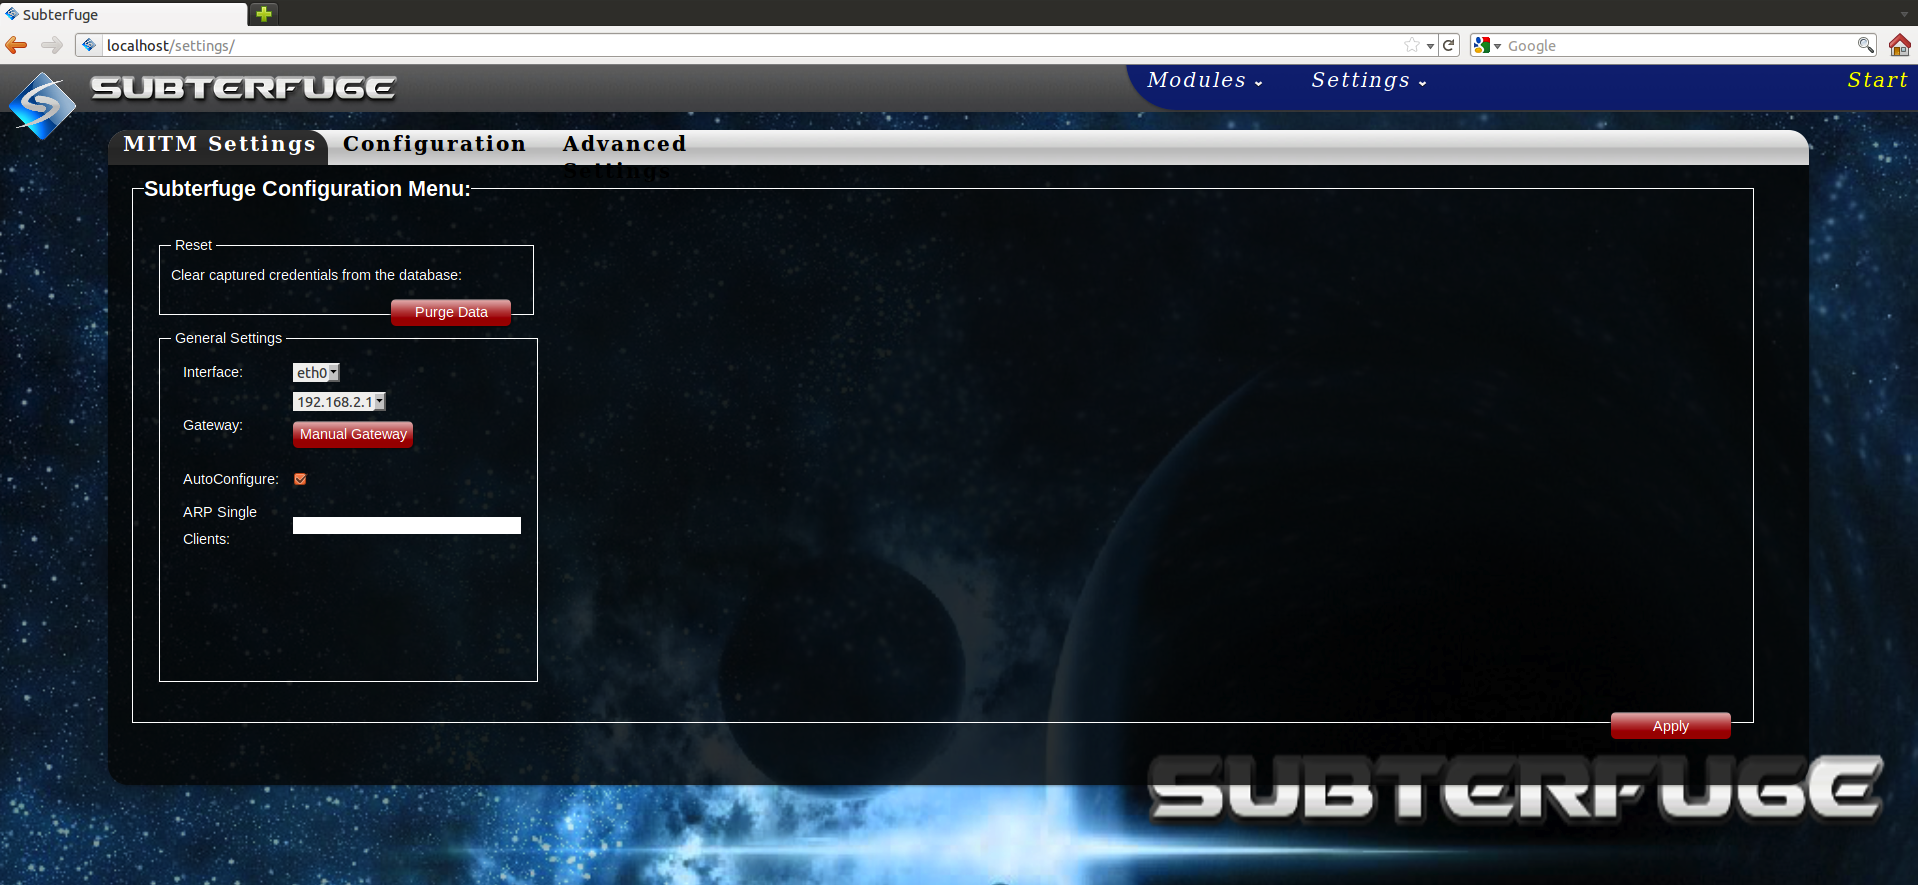 Subterfuge
localhost/settings/
Google
SUBTERFUGE
Modules
Settings
Start
MITM Settings
Configuration
Advanced
Settings
Subterfuge Configuration Menu:
Reset
Clear captured credentials from the database:
Purge Data
General Settings
Interface:
eth0
192.168.2.1
Gateway:
Manual Gateway
AutoConfigure:
ARP Single
Clients:
Apply
SUBTERFUGE